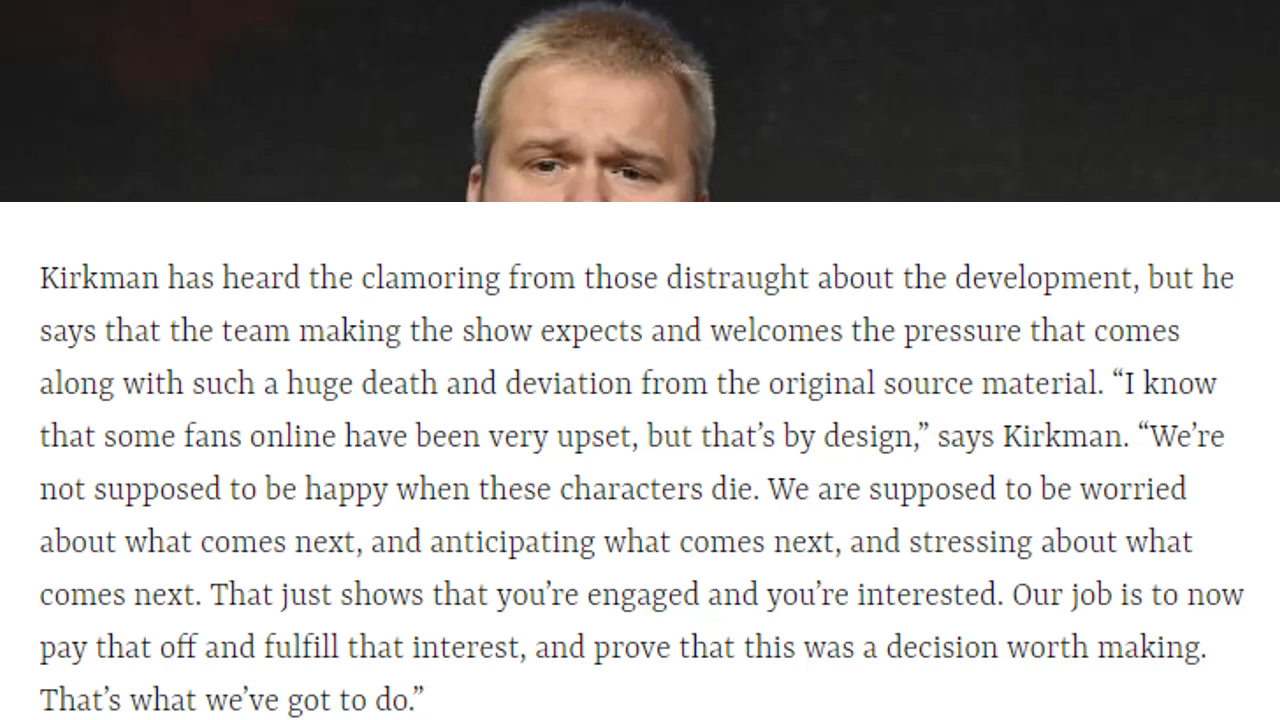 Kirkman has heard the clamoring from those distraught about the development, but he
says that the team making the show expects and welcomes the pressure that comes
along with such a huge death and deviation from the original source material. “I know
that some fans online have been very upset, but that’s by design,” says Kirkman. “We’re
not supposed to be happy when these characters die. We are supposed to be worried
about what comes next, and anticipating what comes next, and stressing about what
comes next. That just shows that you’re engaged and you’re interested. Our job is to now
pay that off and fulfill that interest, and prove that this was a decision worth making.
That’s what we’ve got to do.”